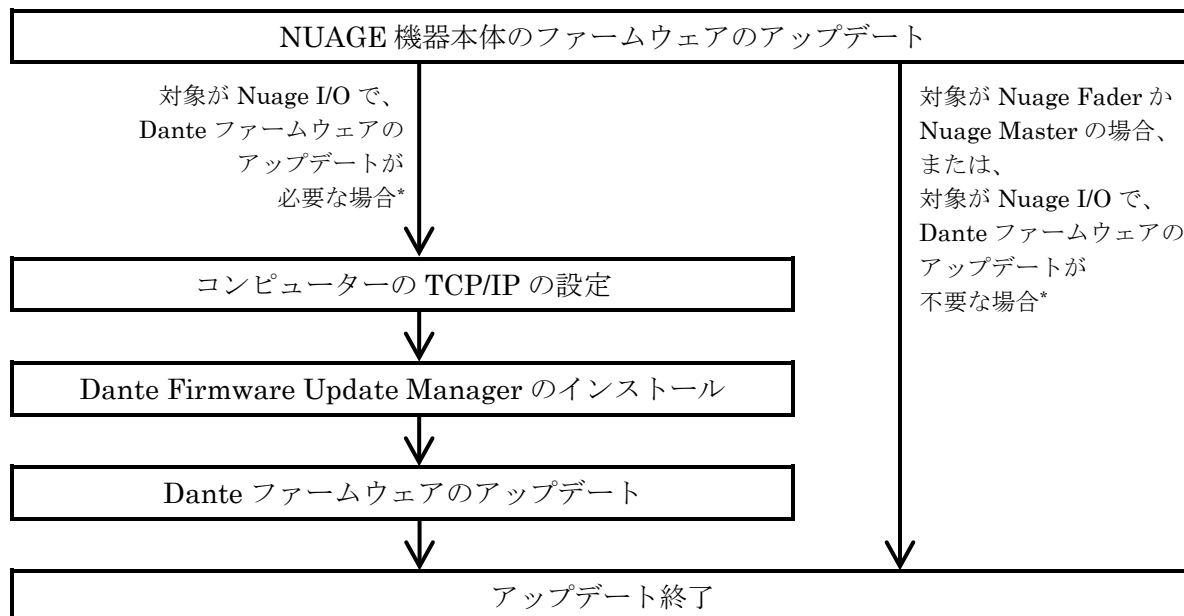 NUAGE 機器本体のファームウェアのアップデート
対象が Nuage I/O で、
Dante ファームウェアの
アップデートが
必要な場合*
対象が Nuage Fader か
Nuage Master の場合、
または、
対象が Nuage I/O で、
Dante ファームウェアの
アップデートが
不要な場合*
コンピューターの TCP/IP の設定
Dante Firmware Update Manager のインストール
Dante ファームウェアのアップデート
アップデート終了